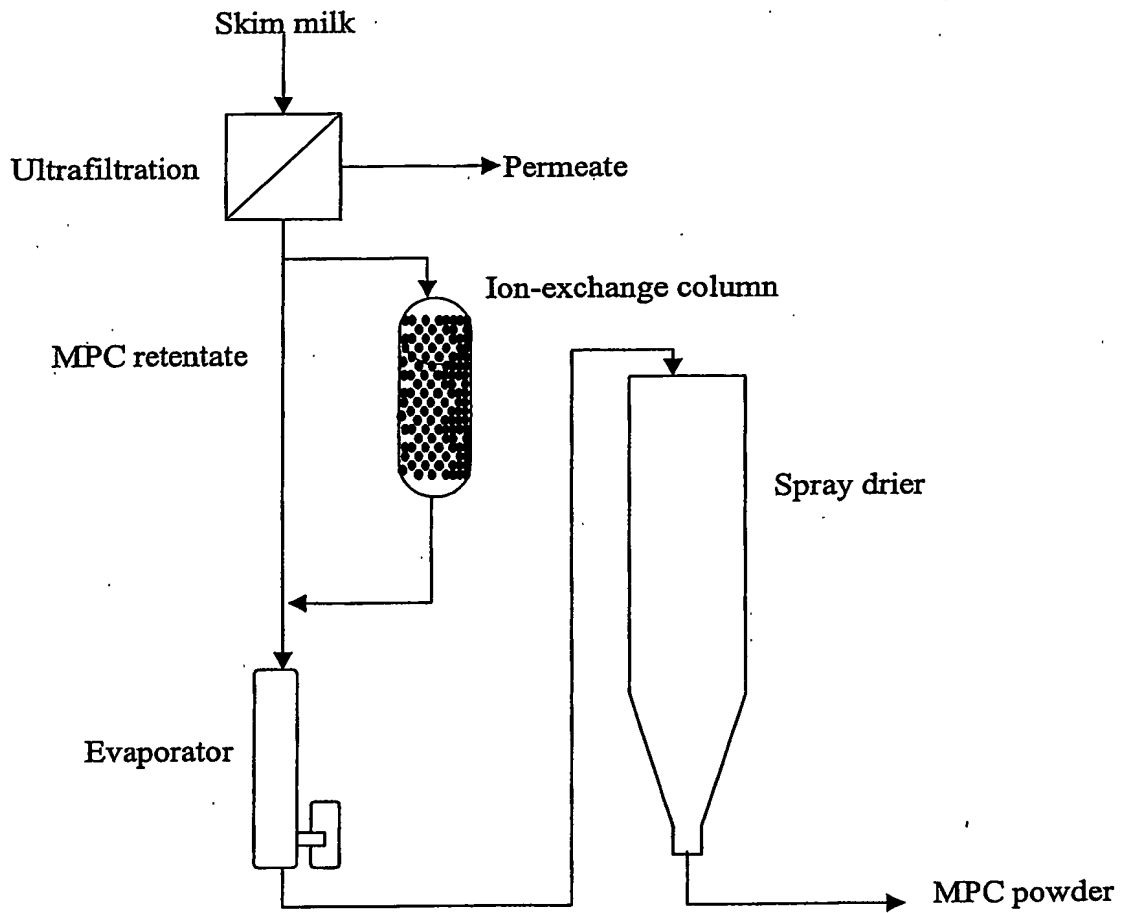 Skim milk
Ultrafiltration
Permeate
Ion-exchange column
MPC retentate
Spray drier
Evaporator
MPC powder